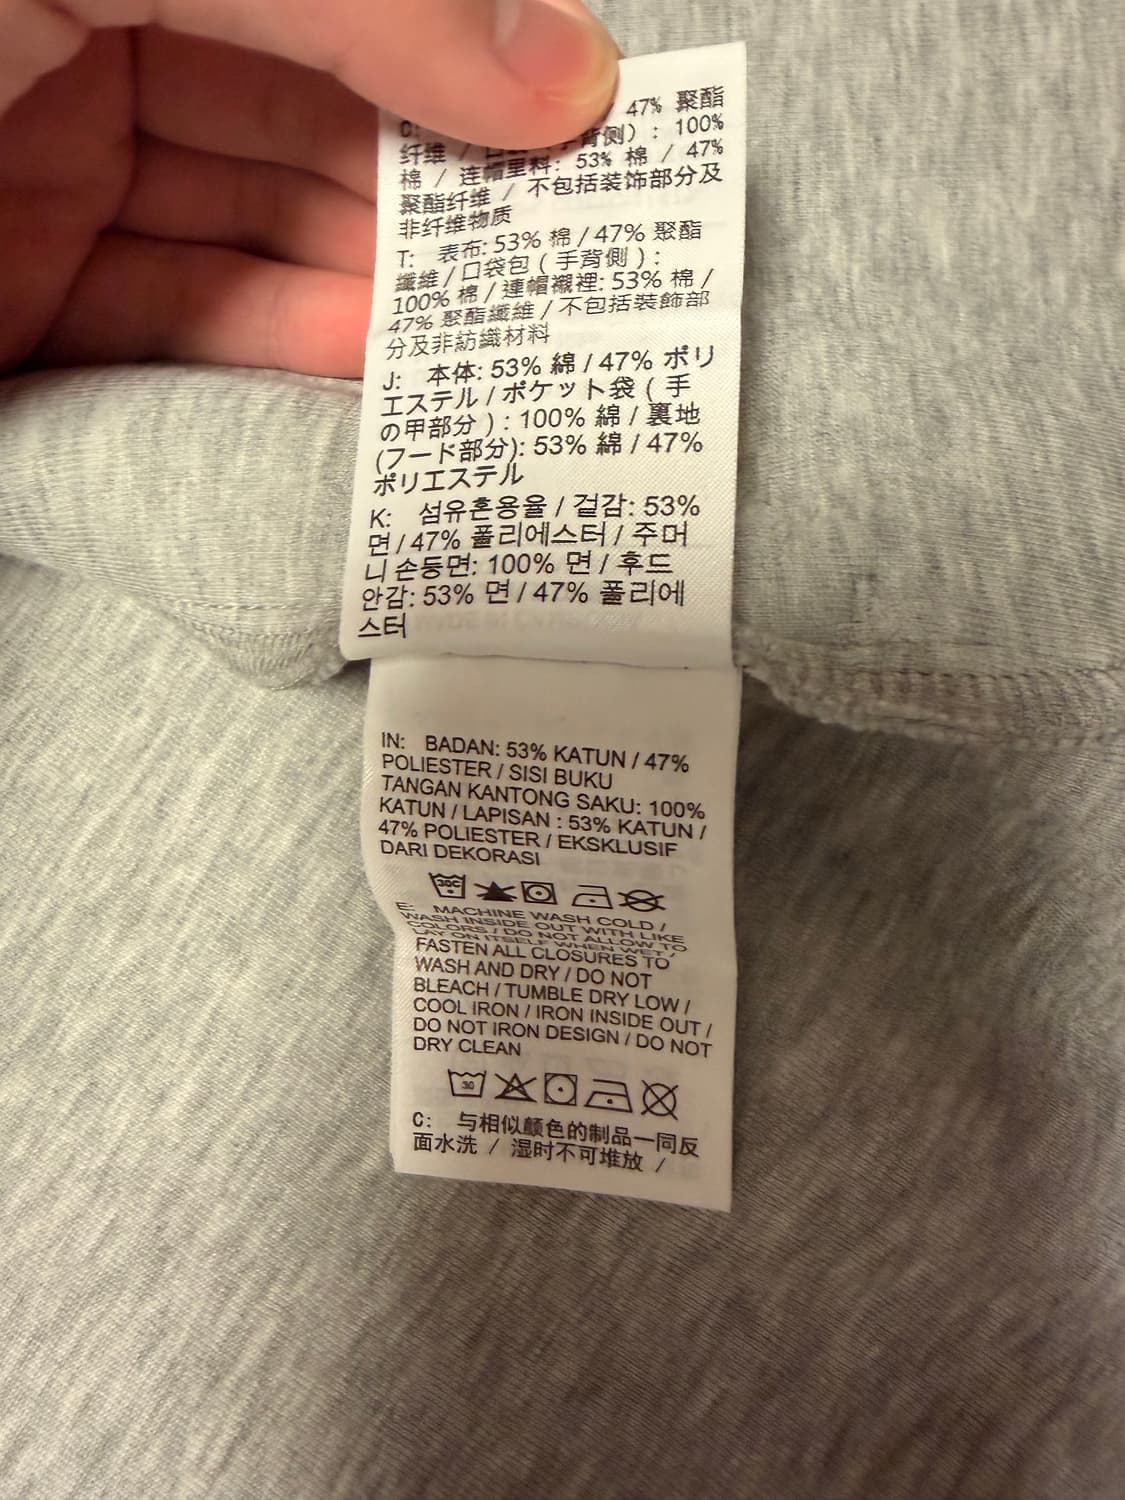 47% 聚酯
C:
纤维 / 背侧）: 100%
棉 / 连帽里料: 53% 棉 / 47%
聚酯纤维 / 不包括装饰部分及
非纤维物质
T: 表布: 53% 棉 / 47% 聚酯
纖維 / 口袋包 ( 手背側 ) :
100% 棉 / 連帽襯裡: 53% 棉 /
47% 聚酯纖維 / 不包括裝飾部
分及非紡織材料
J: 本体: 53% 綿 / 47% ポリ
エステル / ポケット袋 ( 手
の甲部分 ) : 100% 綿 / 裏地
(フード部分): 53% 綿 / 47%
ポリエステル
K: 섬유혼용율 / 겉감: 53%
면 / 47% 폴리에스터 / 주머
니 손등면: 100% 면 / 후드
안감: 53% 면 / 47% 폴리에
스터
IN: BADAN: 53% KATUN / 47%
POLIESTER / SISI BUKU
TANGAN KANTONG SAKU: 100%
KATUN / LAPISAN : 53% KATUN /
47% POLIESTER / EKSKLUSIF
DARI DEKORASI
30C
E: MACHINE WASH COLD /
WASH INSIDE OUT WITH LIKE
COLORS / DO NOT ALLOW TO
LAY ON ITSELF WHEN WET /
FASTEN ALL CLOSURES TO
WASH AND DRY / DO NOT
BLEACH / TUMBLE DRY LOW /
COOL IRON / IRON INSIDE OUT /
DO NOT IRON DESIGN / DO NOT
DRY CLEAN
30
C: 与相似颜色的制品一同反
面水洗 / 湿时不可堆放 /